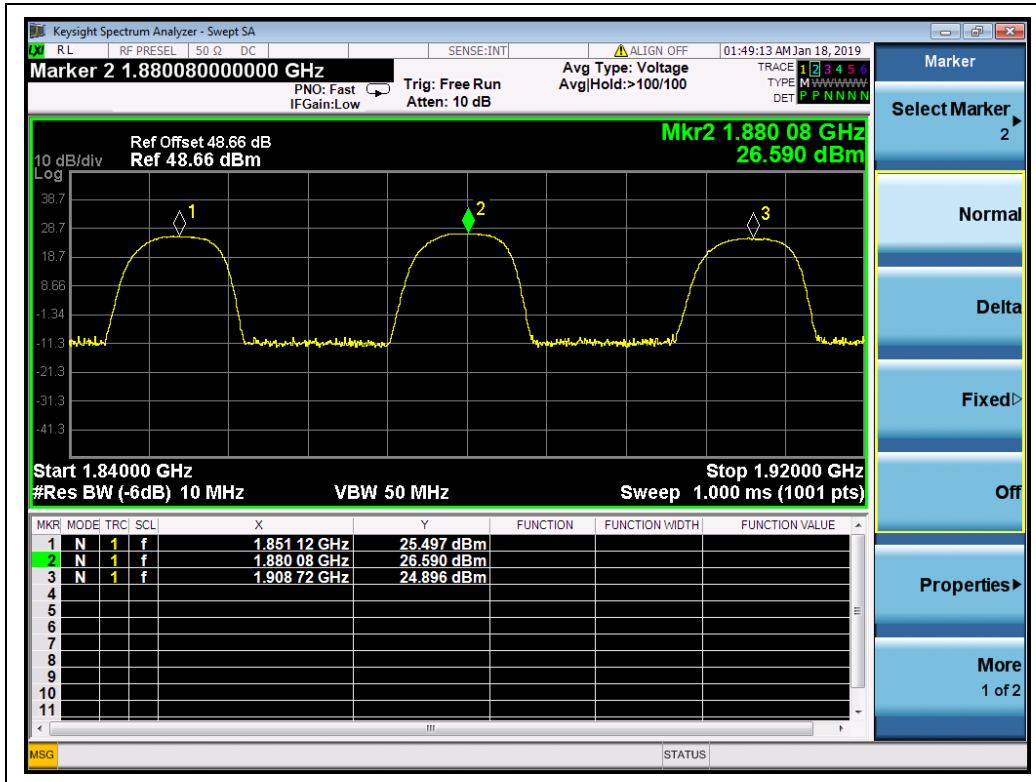 Keysight Spectrum Analyzer - Swept SA
LXI RL RF PRESEL 50 Ω DC SENSE:INT ALIGN OFF 01:49:13 AM Jan 18, 2019
Marker 2 1.880080000000 GHz
PNO: Fast
IFGain:Low
Trig: Free Run
Atten: 10 dB
Avg Type: Voltage
Avg|Hold:>100/100
TRACE 1 2 3 4 5 6
TYPE M WWWWW
DET P P N N N N
Ref Offset 48.66 dB
10 dB/div Ref 48.66 dBm
Log
Mkr2 1.880 08 GHz
26.590 dBm
38.7
28.7
18.7
8.66
-1.34
-11.3
-21.3
-31.3
-41.3
1
2
3
Start 1.84000 GHz Stop 1.92000 GHz
#Res BW (-6dB) 10 MHz VBW 50 MHz Sweep 1.000 ms (1001 pts)
MKR MODE TRC SCL X Y FUNCTION FUNCTION WIDTH FUNCTION VALUE
1 N 1 f 1.851 12 GHz 25.497 dBm
2 N 1 f 1.880 08 GHz 26.590 dBm
3 N 1 f 1.908 72 GHz 24.896 dBm
4
5
6
7
8
9
10
11
MSG STATUS
Marker
Select Marker
2
Normal
Delta
Fixed
Off
Properties
More
1 of 2